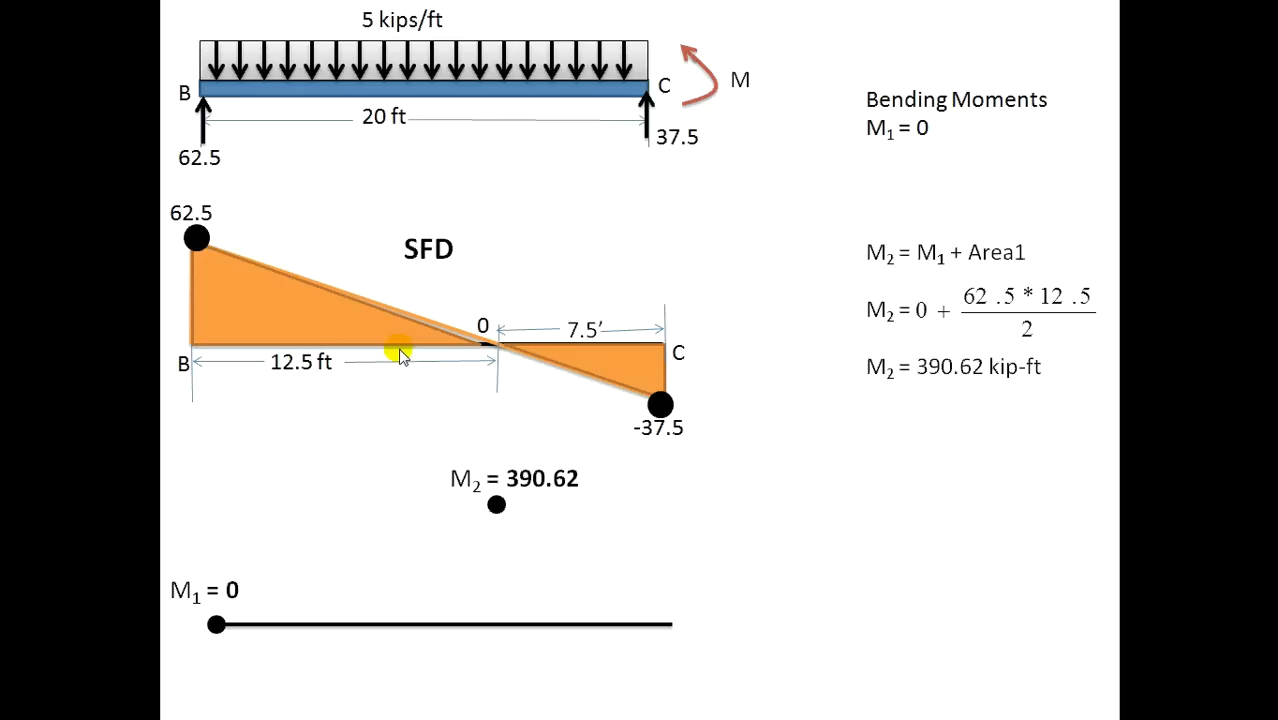 5 kips/ft
B
C
M
20 ft
62.5
37.5
Bending Moments
M₁ = 0
62.5
SFD
0
7.5’
B
12.5 ft
C
-37.5
M₂ = M₁ + Area1
M₂ = 0 + 62 .5 * 12 .5 / 2
M₂ = 390.62 kip-ft
M₂ = 390.62
M₁ = 0